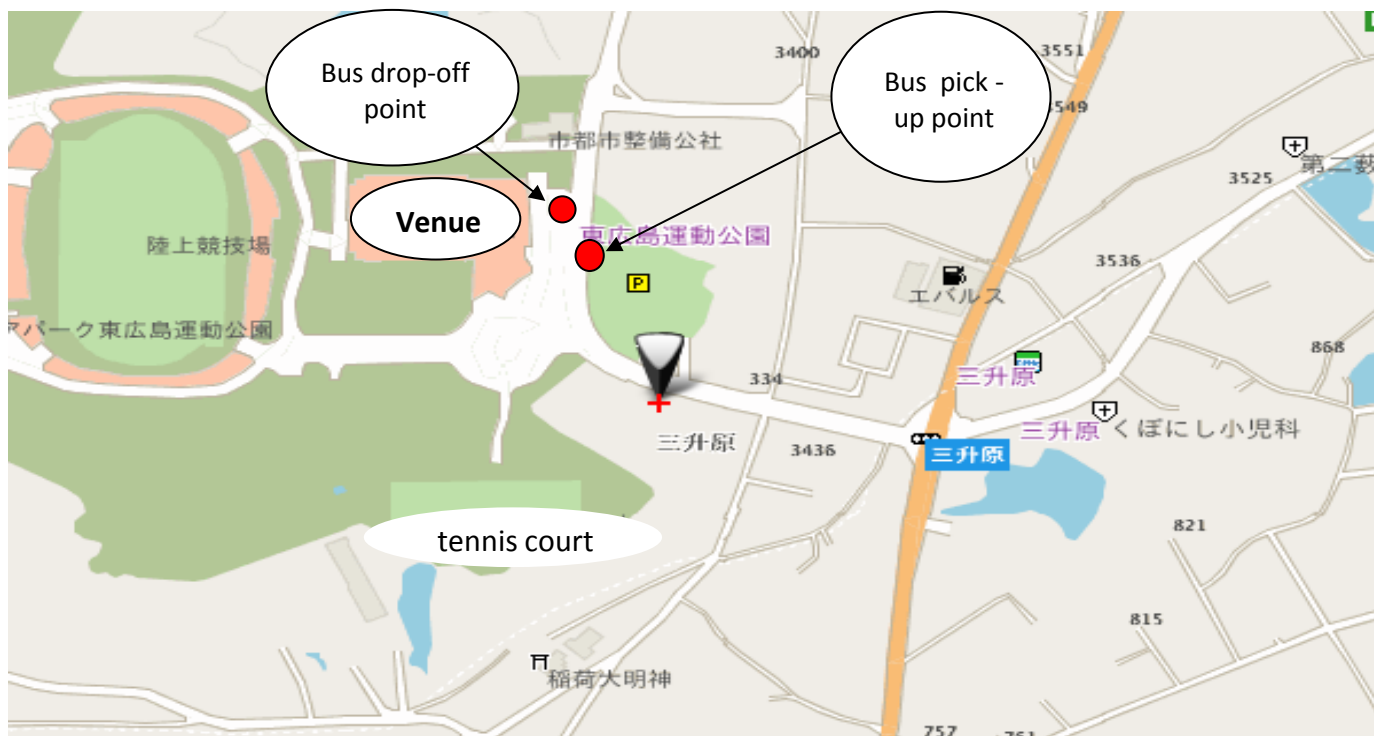 3400
3551
Bus drop-off
point
Bus pick -
up point
3549
市都市整備公社
第二薮
3525
Venue
東広島運動公園
陸上競技場
3536
P
エバルス
アパーク東広島運動公園
868
三升原
334
三升原
くぼにし小児科
三升原
3436
三升原
821
tennis court
815
稲荷大明神
757
761